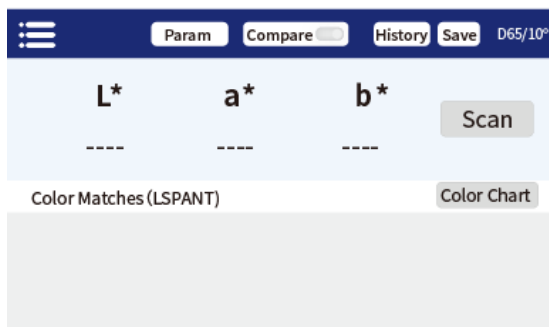 Param Compare History Save D65/10°
L* a* b*
Scan
---- ---- ----
Color Matches(LSPANT) Color Chart